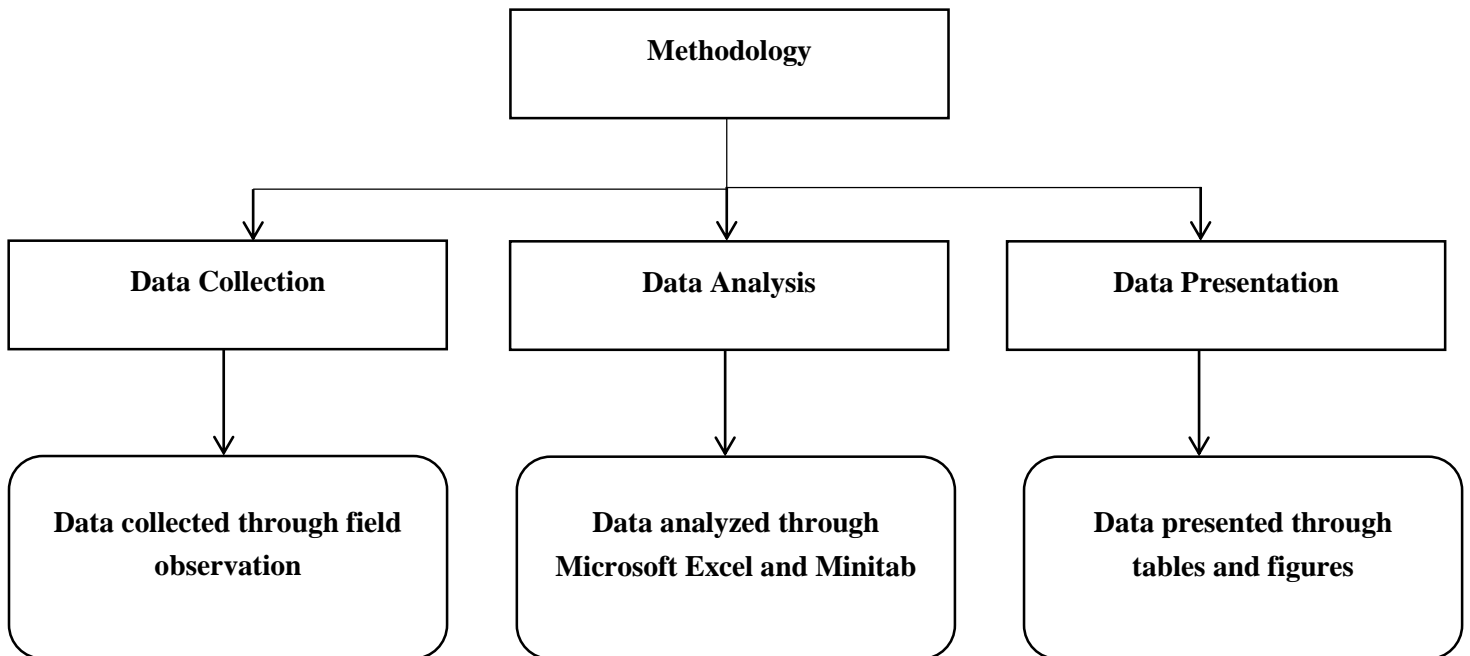 Methodology
Data Collection
Data Analysis
Data Presentation
Data collected through field
observation
Data analyzed through
Microsoft Excel and Minitab
Data presented through
tables and figures